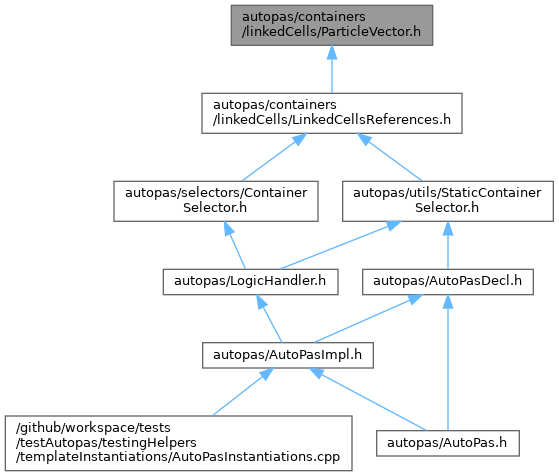 autopas/containers
/linkedCells/ParticleVector.h
autopas/containers
/linkedCells/LinkedCellsReferences.h
autopas/selectors/Container
Selector.h
autopas/utils/StaticContainer
Selector.h
autopas/LogicHandler.h
autopas/AutoPasDecl.h
autopas/AutoPasImpl.h
/github/workspace/tests
/testAutopas/testingHelpers
/templateInstantiations/AutoPasInstantiations.cpp
autopas/AutoPas.h